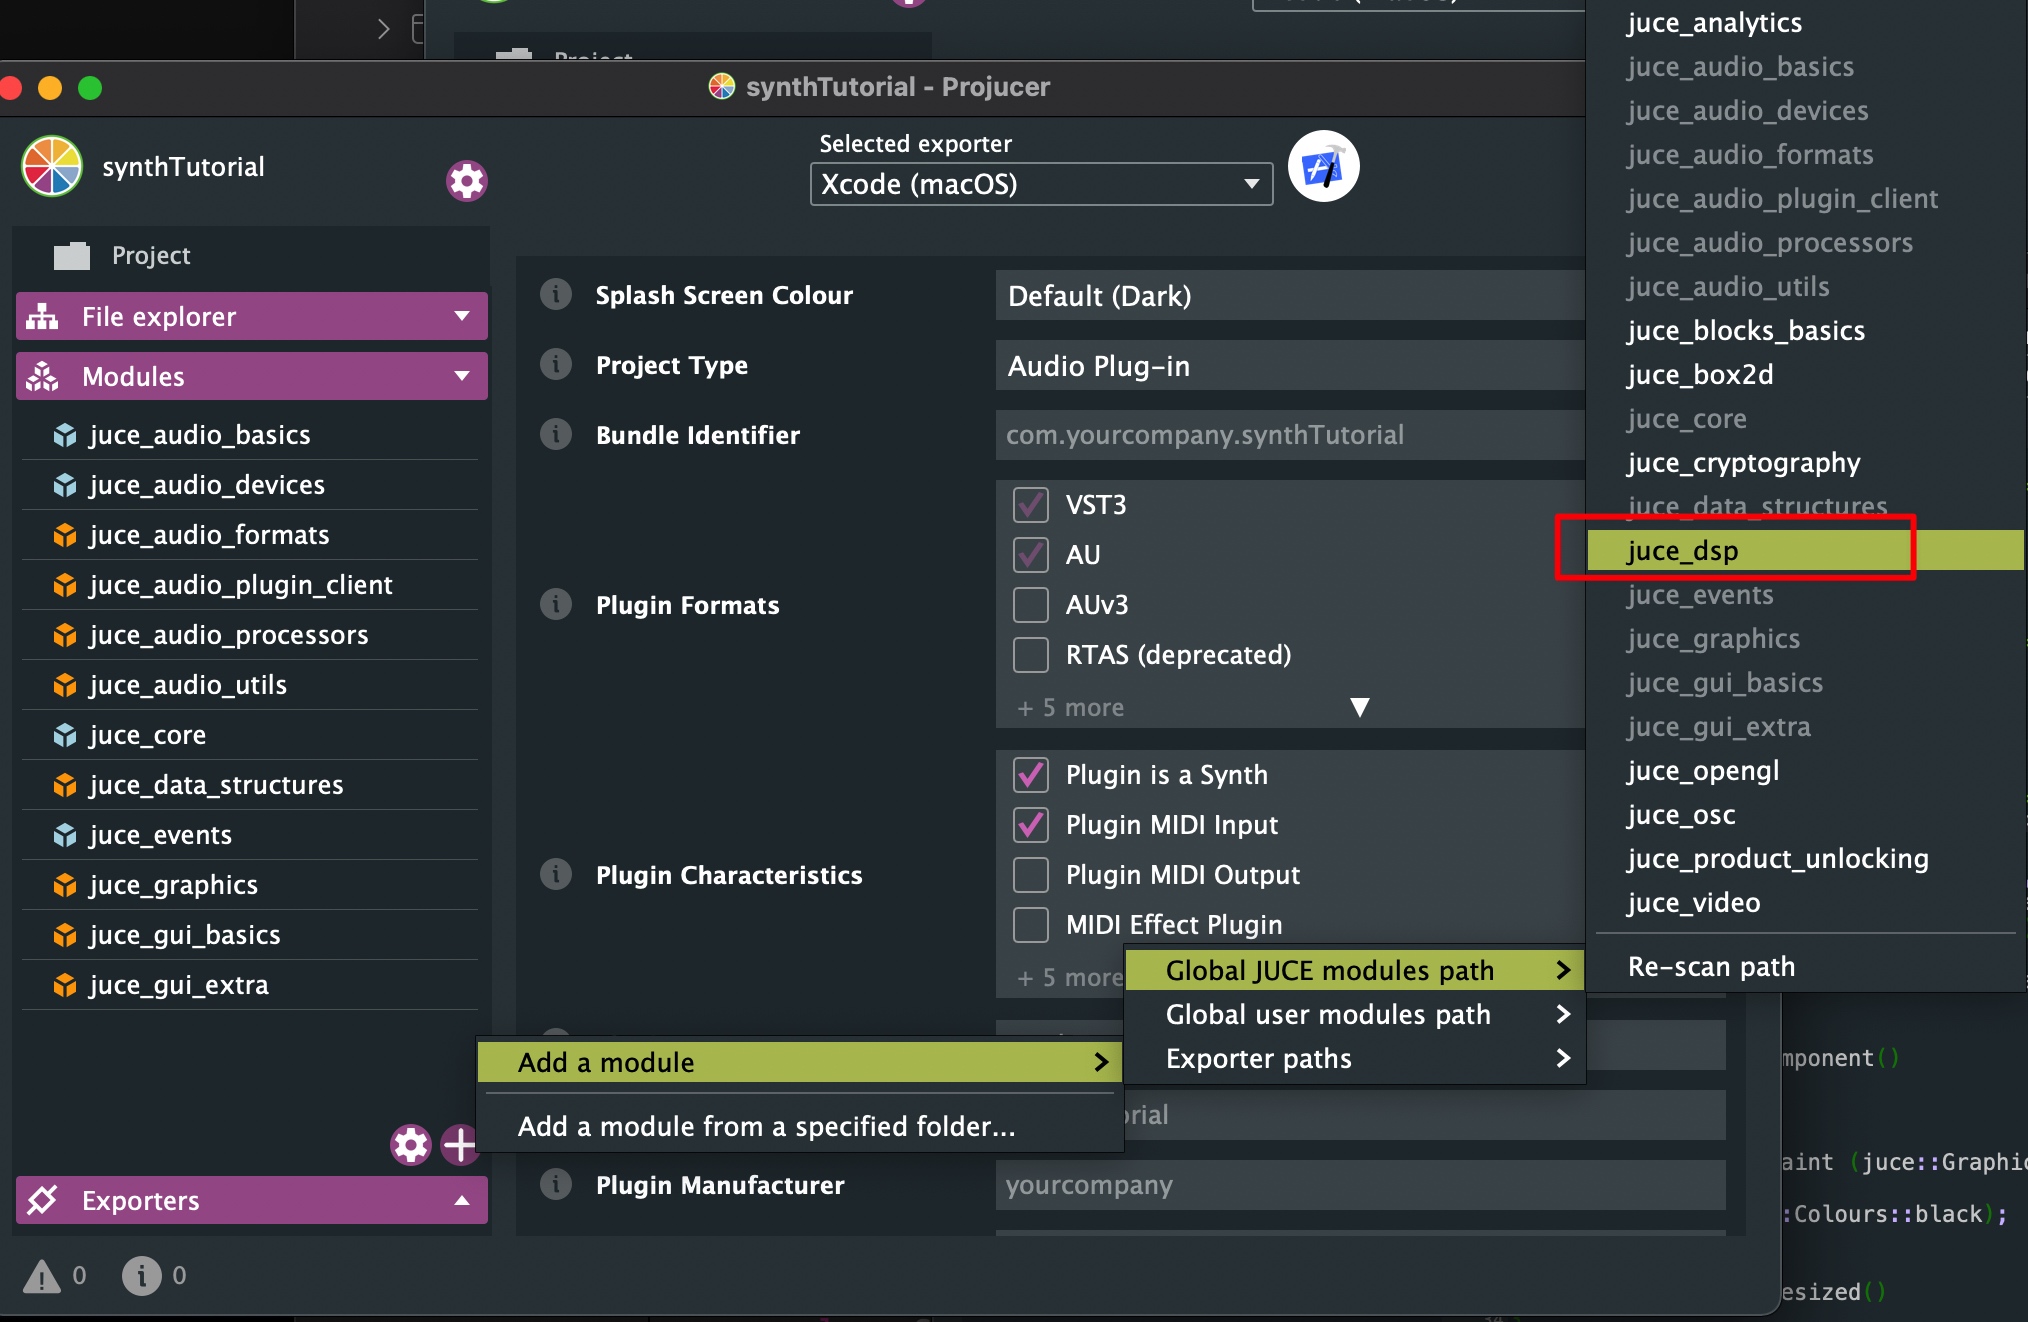 synthTutorial - Projucer
synthTutorial
Selected exporter
Xcode (macOS)
Project
File explorer
Modules
juce_audio_basics
juce_audio_devices
juce_audio_formats
juce_audio_plugin_client
juce_audio_processors
juce_audio_utils
juce_core
juce_data_structures
juce_events
juce_graphics
juce_gui_basics
juce_gui_extra
Exporters
0
0
Splash Screen Colour
Default (Dark)
Project Type
Audio Plug-in
Bundle Identifier
com.yourcompany.synthTutorial
Plugin Formats
VST3
AU
AUv3
RTAS (deprecated)
+ 5 more
Plugin Characteristics
Plugin is a Synth
Plugin MIDI Input
Plugin MIDI Output
MIDI Effect Plugin
+ 5 more
Plugin Manufacturer
yourcompany
Add a module
Add a module from a specified folder...
Global JUCE modules path
Global user modules path
Exporter paths
juce_analytics
juce_audio_basics
juce_audio_devices
juce_audio_formats
juce_audio_plugin_client
juce_audio_processors
juce_audio_utils
juce_blocks_basics
juce_box2d
juce_core
juce_cryptography
juce_data_structures
juce_dsp
juce_events
juce_graphics
juce_gui_basics
juce_gui_extra
juce_opengl
juce_osc
juce_product_unlocking
juce_video
Re-scan path
mponent()
aint (juce::Graphic
:Colours::black);
esized()